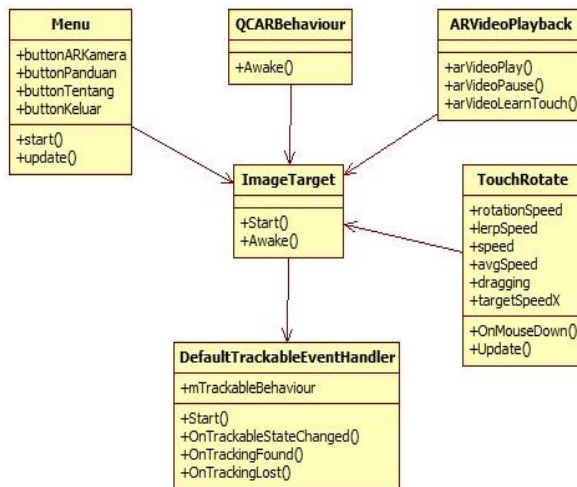 Menu
+buttonARKamera
+buttonPanduan
+buttonTentang
+buttonKeluar
+start()
+update()
QCARBehaviour
+Awake()
ARVideoPlayback
+arVideoPlay()
+arVideoPause()
+arVideoLearnTouch()
ImageTarget
+Start()
+Awake()
TouchRotate
+rotationSpeed
+lerpSpeed
+speed
+avgSpeed
+dragging
+targetSpeedX
+OnMouseDown()
+Update()
DefaultTrackableEventHandler
+mTrackableBehaviour
+Start()
+OnTrackableStateChanged()
+OnTrackingFound()
+OnTrackingLost()